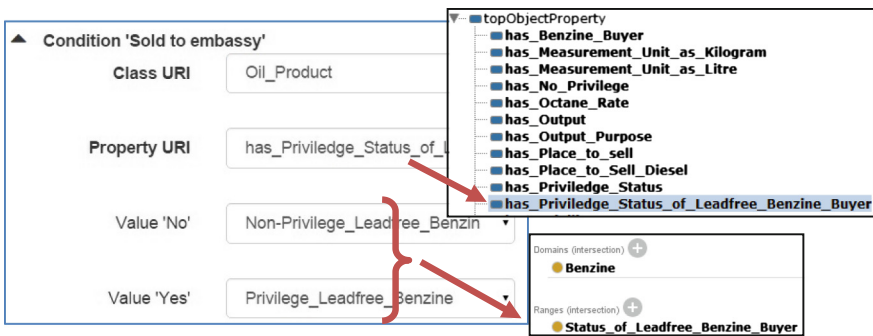 Condition 'Sold to embassy'
Class URI
Oil_Product
Property URI
has_Priviledge_Status_of_L
Value 'No'
Non-Privilege_Leadfree_Benzin
Value 'Yes'
Privilege_Leadfree_Benzine
topObjectProperty
has_Benzine_Buyer
has_Measurement_Unit_as_Kilogram
has_Measurement_Unit_as_Litre
has_No_Privilege
has_Octane_Rate
has_Output
has_Output_Purpose
has_Place_to_sell
has_Place_to_Sell_Diesel
has_Priviledge_Status
has_Priviledge_Status_of_Leadfree_Benzine_Buyer
Domains (intersection)
Benzine
Ranges (intersection)
Status_of_Leadfree_Benzine_Buyer